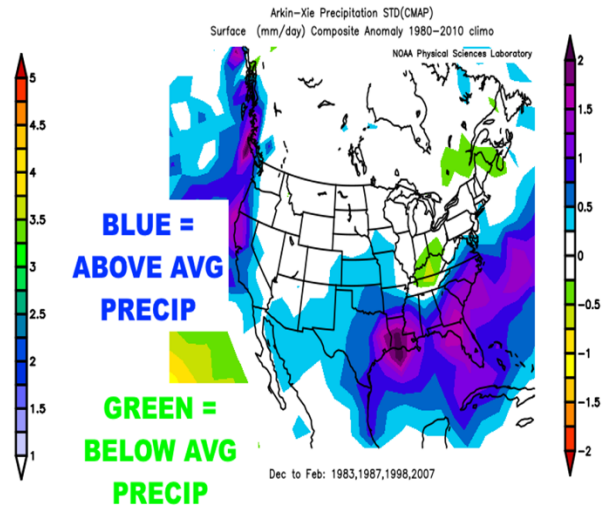 Arkin-Xie Precipitation STD(CMAP)
Surface (mm/day) Composite Anomaly 1980-2010 climo
NOAA Physical Sciences Laboratory
5
4.5
4
3.5
3
2.5
2
1.5
1
BLUE =
ABOVE AVG
PRECIP
GREEN =
BELOW AVG
PRECIP
2
1.5
1
0.5
0
-0.5
-1
-1.5
-2
Dec to Feb: 1983,1987,1998,2007